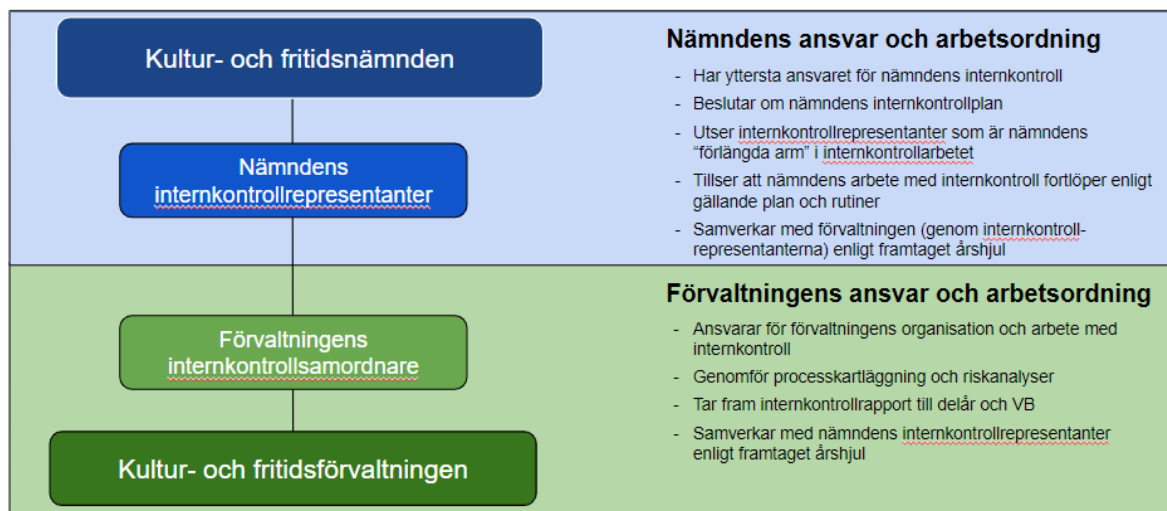 Kultur- och fritidsnämnden
Nämndens
internkontrollrepresentanter
Nämndens ansvar och arbetsordning
- Har yttersta ansvaret för nämndens internkontroll
- Beslutar om nämndens internkontrollplan
- Utser internkontrollrepresentanter som är nämndens
"förlängda arm" i internkontrollarbetet
- Tillser att nämndens arbete med internkontroll fortlöper enligt
gällande plan och rutiner
- Samverkar med förvaltningen (genom internkontroll-
representanterna) enligt framtaget årshjul
Förvaltningens
internkontrollsamordnare
Kultur- och fritidsförvaltningen
Förvaltningens ansvar och arbetsordning
- Ansvarar för förvaltningens organisation och arbete med
internkontroll
- Genomför processkartläggning och riskanalyser
- Tar fram internkontrollrapport till delår och VB
- Samverkar med nämndens internkontrollrepresentanter
enligt framtaget årshjul